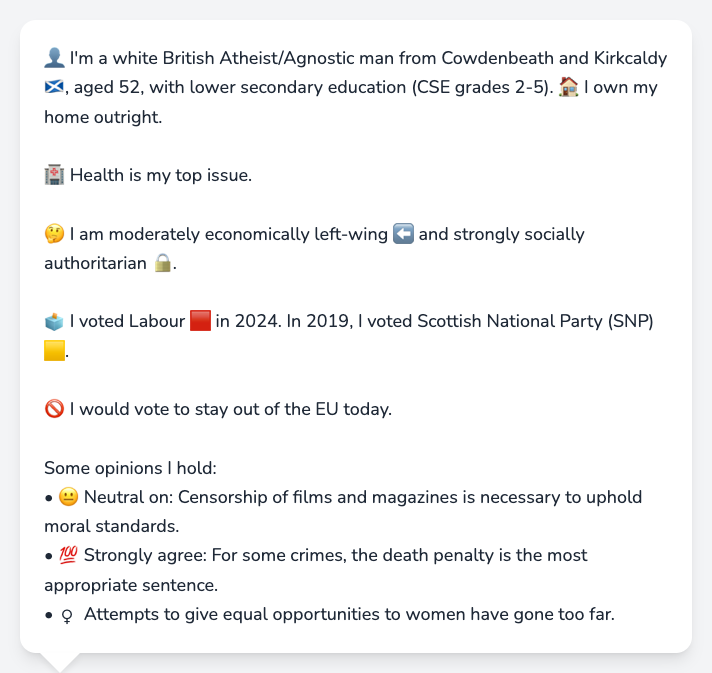 👤 I'm a white British Atheist/Agnostic man from Cowdenbeath and Kirkcaldy
🏴󠁧󠁢󠁳󠁣󠁴󠁿, aged 52, with lower secondary education (CSE grades 2-5). 🏠 I own my
home outright.
🏥 Health is my top issue.
🤔 I am moderately economically left-wing ⬅️ and strongly socially
authoritarian 🔒.
🗳️ I voted Labour 🟥 in 2024. In 2019, I voted Scottish National Party (SNP)
🟨.
🚫 I would vote to stay out of the EU today.
Some opinions I hold:
• 😐 Neutral on: Censorship of films and magazines is necessary to uphold
moral standards.
• 💯 Strongly agree: For some crimes, the death penalty is the most
appropriate sentence.
• ♀ Attempts to give equal opportunities to women have gone too far.